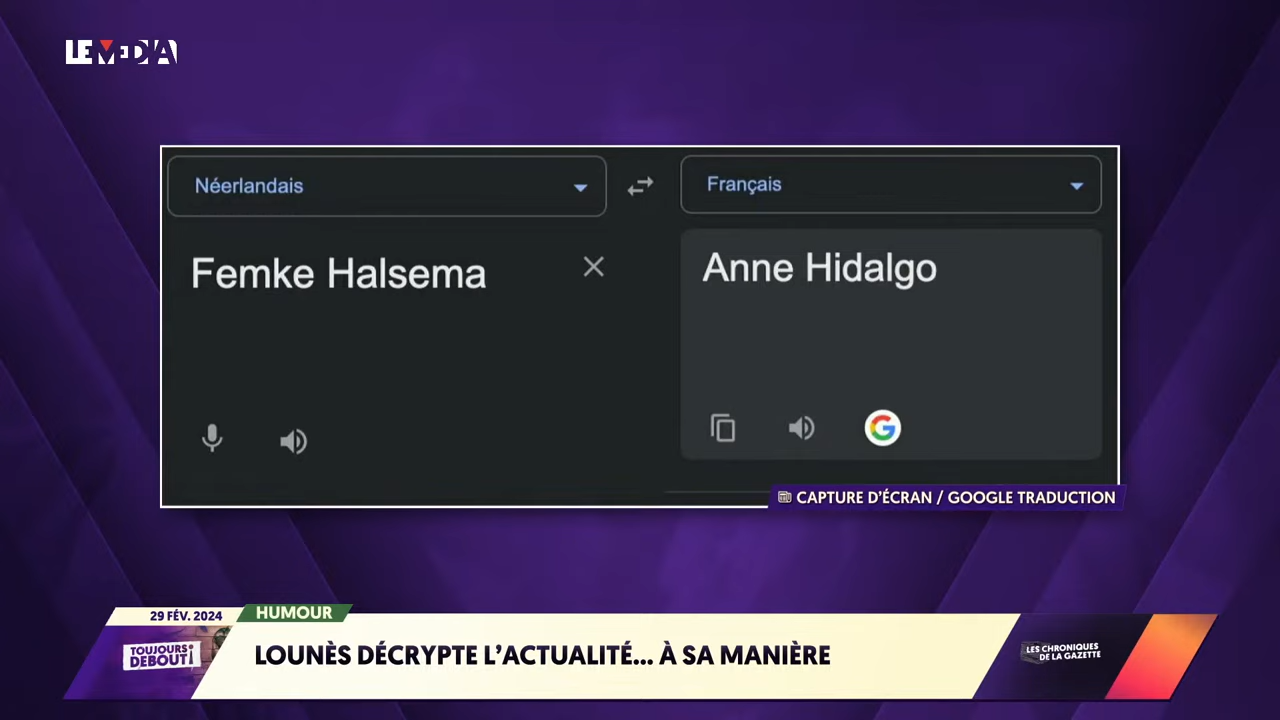 LE MEDIA
Néerlandais
Français
Femke Halsema
Anne Hidalgo
CAPTURE D'ÉCRAN / GOOGLE TRADUCTION
29 FÉV. 2024
HUMOUR
TOUJOURS
DEBOUT!
LOUNÈS DÉCRYPTE L'ACTUALITÉ... À SA MANIÈRE
LES CHRONIQUES
DE LA GAZETTE